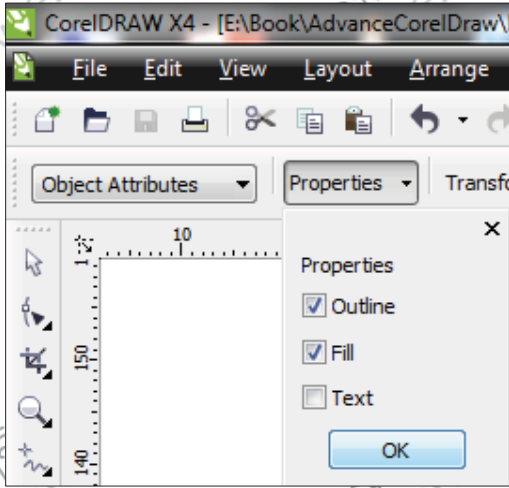 CorelDRAW X4 - [E:\Book\AdvanceCorelDraw\
File Edit View Layout Arrange
Object Attributes Properties Transfo
10
Properties
Outline
150
Fill
Text
OK
140